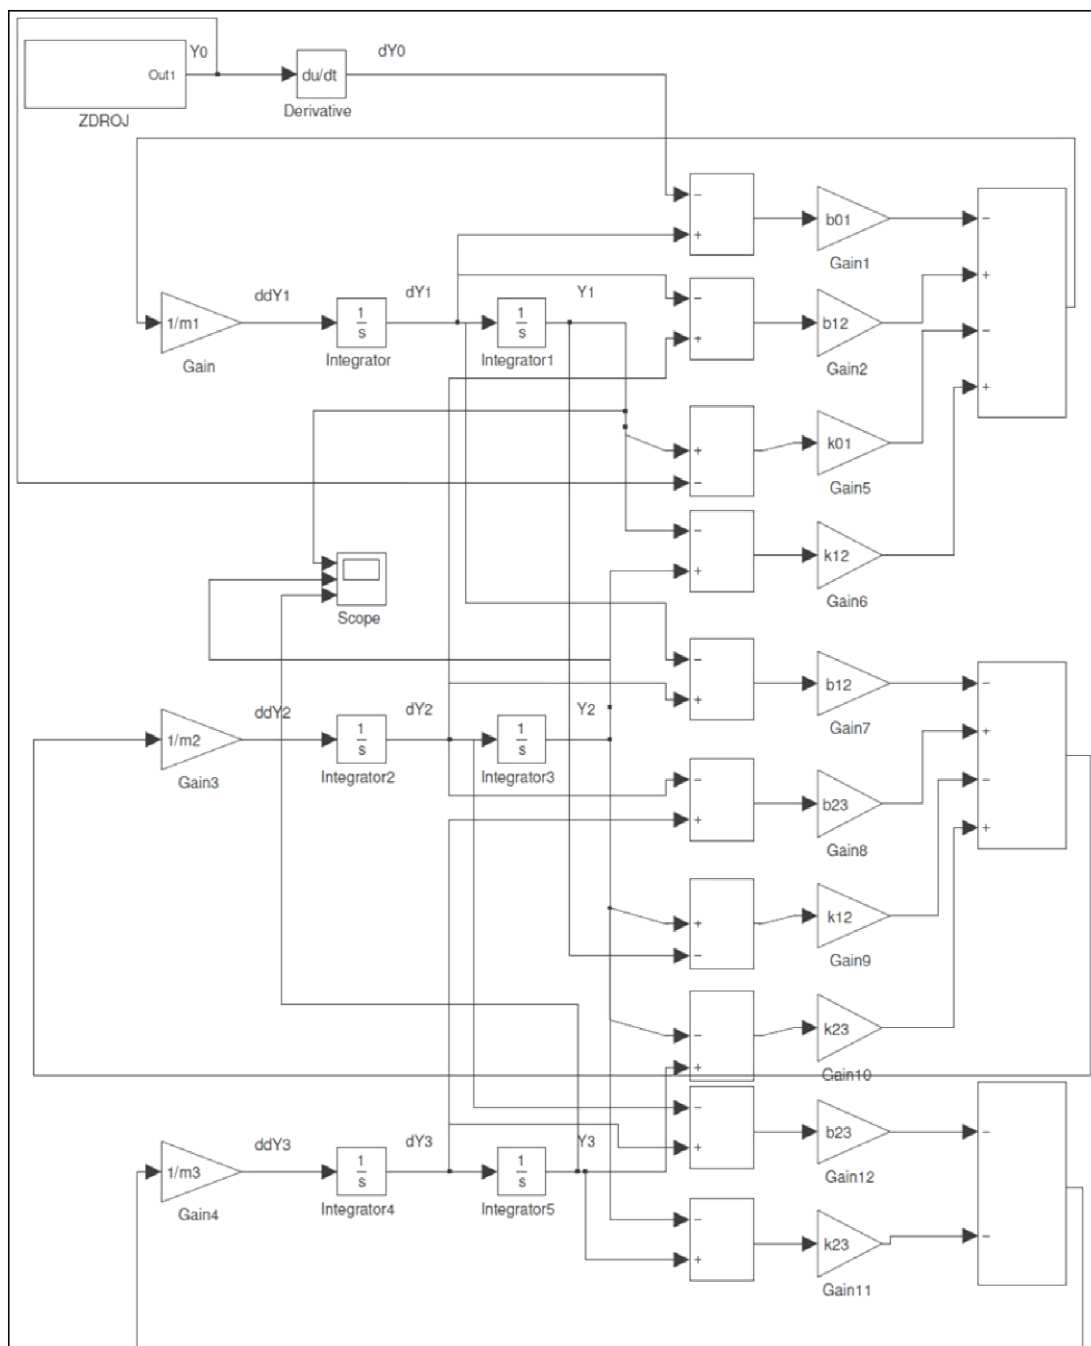 Y0
dY0
Out1
du/dt
Derivative
ZDROJ
−
+
b01
Gain1
−
+
−
+
ddY1
dY1
Y1
1/m1
1
s
1
s
Gain
Integrator
Integrator1
−
+
b12
Gain2
+
−
k01
Gain5
−
+
k12
Gain6
Scope
−
+
b12
Gain7
−
+
−
+
ddY2
dY2
Y2
1/m2
1
s
1
s
Gain3
Integrator2
Integrator3
−
+
b23
Gain8
+
−
k12
Gain9
−
+
k23
Gain10
−
+
b23
Gain12
−
−
ddY3
dY3
Y3
1/m3
1
s
1
s
Gain4
Integrator4
Integrator5
−
+
k23
Gain11